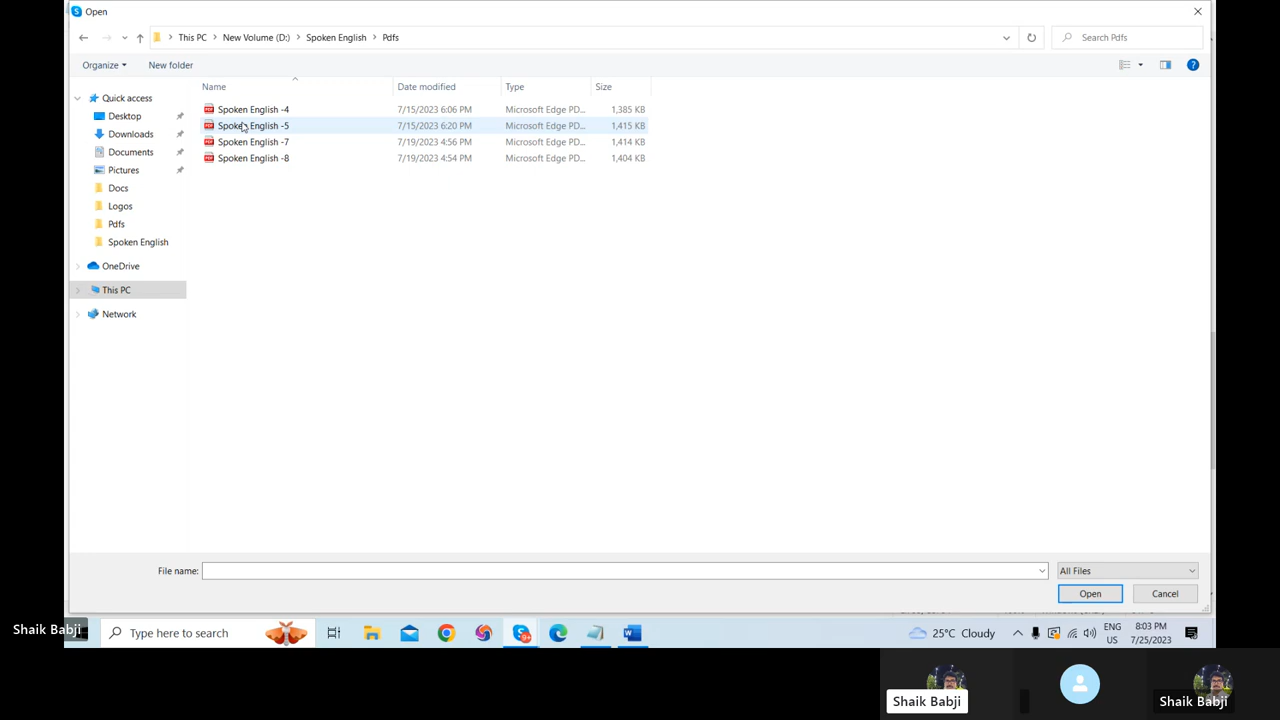 Open
This PC > New Volume (D:) > Spoken English > Pdfs
Search Pdfs
Organize
New folder
Name
Date modified
Type
Size
Quick access
Desktop
Downloads
Documents
Pictures
Docs
Logos
Pdfs
Spoken English
OneDrive
This PC
Network
Spoken English -4 7/15/2023 6:06 PM Microsoft Edge PD... 1,385 KB
Spoken English -5 7/15/2023 6:20 PM Microsoft Edge PD... 1,415 KB
Spoken English -7 7/19/2023 4:56 PM Microsoft Edge PD... 1,414 KB
Spoken English -8 7/19/2023 4:54 PM Microsoft Edge PD... 1,404 KB
File name:
All Files
Open
Cancel
Shaik Babji
Type here to search
25°C Cloudy
ENG
US
8:03 PM
7/25/2023
Shaik Babji
Shaik Babji